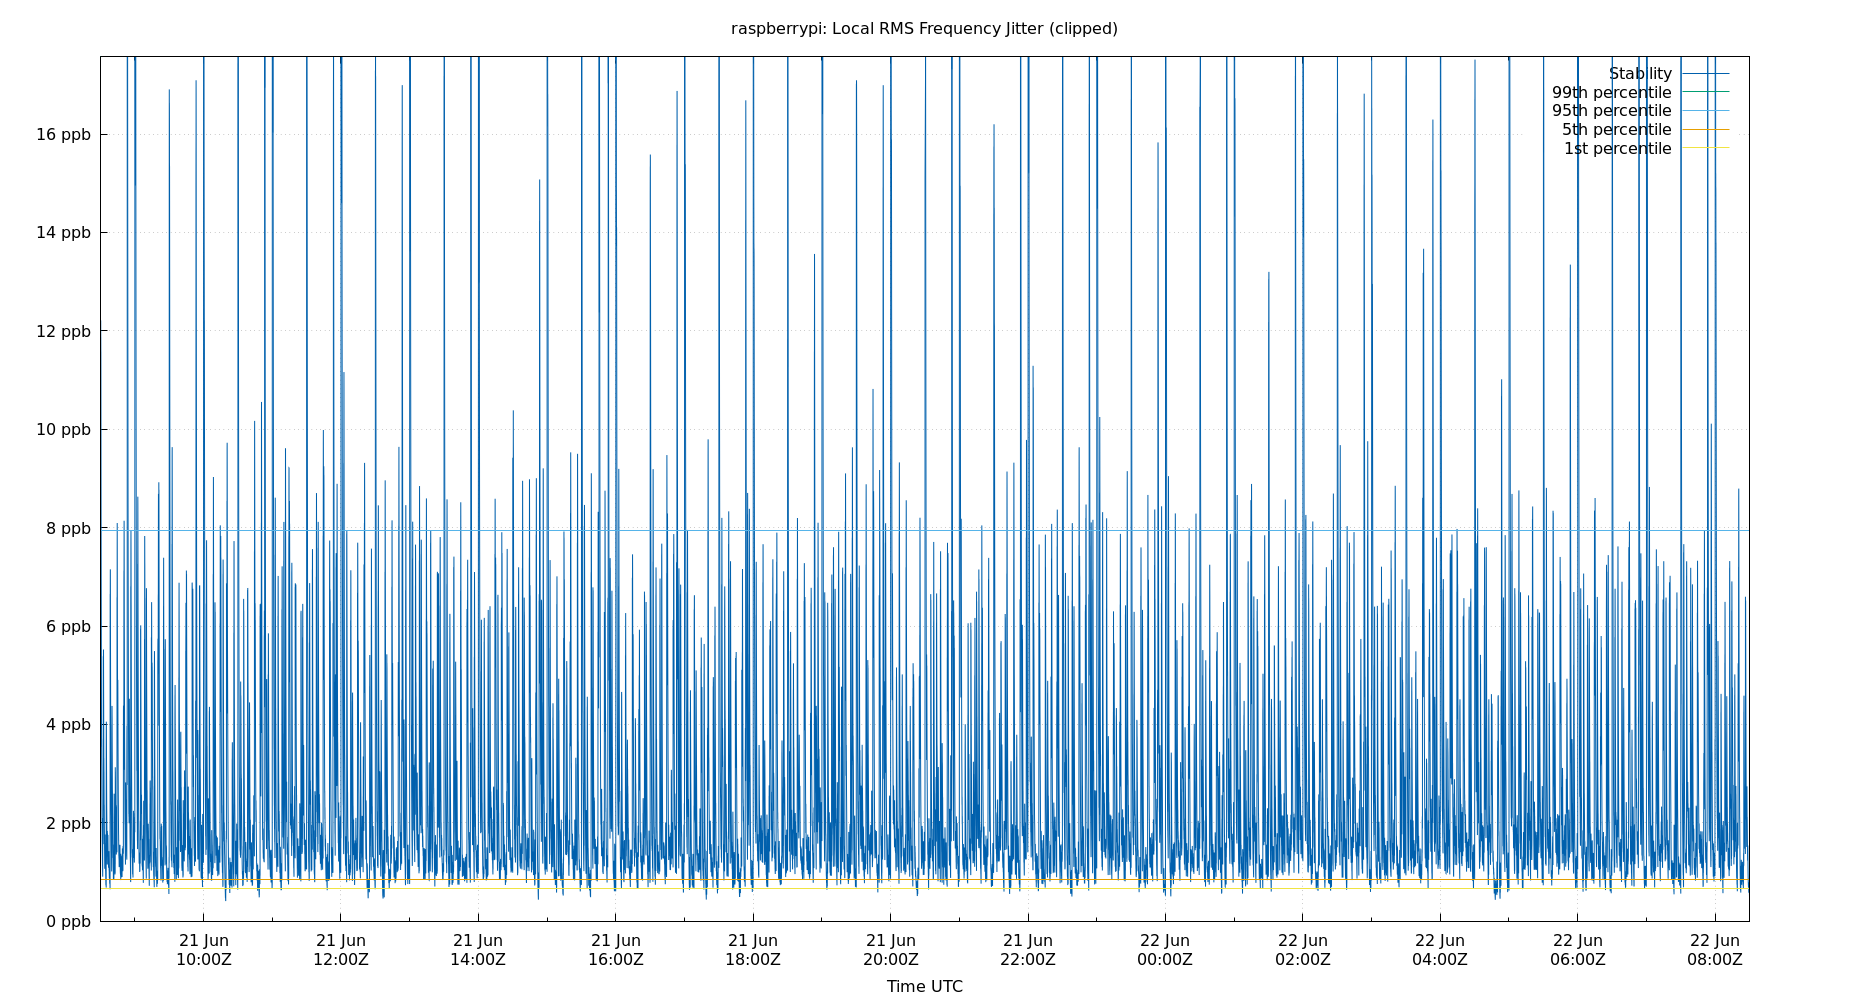 raspberrypi: Local RMS Frequency Jitter (clipped)
Stability
99th percentile
95th percentile
5th percentile
1st percentile
16 ppb
14 ppb
12 ppb
10 ppb
8 ppb
6 ppb
4 ppb
2 ppb
0 ppb
21 Jun 21 Jun 21 Jun 21 Jun 21 Jun 21 Jun 21 Jun 22 Jun 22 Jun 22 Jun 22 Jun 22 Jun
10:00Z 12:00Z 14:00Z 16:00Z 18:00Z 20:00Z 22:00Z 00:00Z 02:00Z 04:00Z 06:00Z 08:00Z
Time UTC